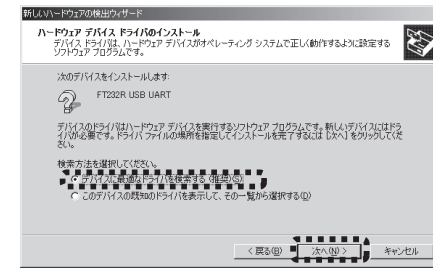 新しいハードウェアの検出ウィザード
ハードウェア デバイス ドライバのインストール
デバイス ドライバは、ハードウェア デバイスがオペレーティング システムで正しく動作するように設定する
ソフトウェア プログラムです。
次のデバイスをインストールします:
FT232R USB UART
デバイスのドライバはハードウェア デバイスを実行するソフトウェア プログラムです。新しいデバイスにはドラ
イバが必要です。ドライバ ファイルの場所を指定してインストールを完了するには [次へ] をクリックしてくだ
さい。
検索方法を選択してください。
デバイスに最適なドライバを検索する (推奨)(S)
このデバイスの既知のドライバを表示して、その一覧から選択する(D)
< 戻る(B)
次へ(N) >
キャンセル